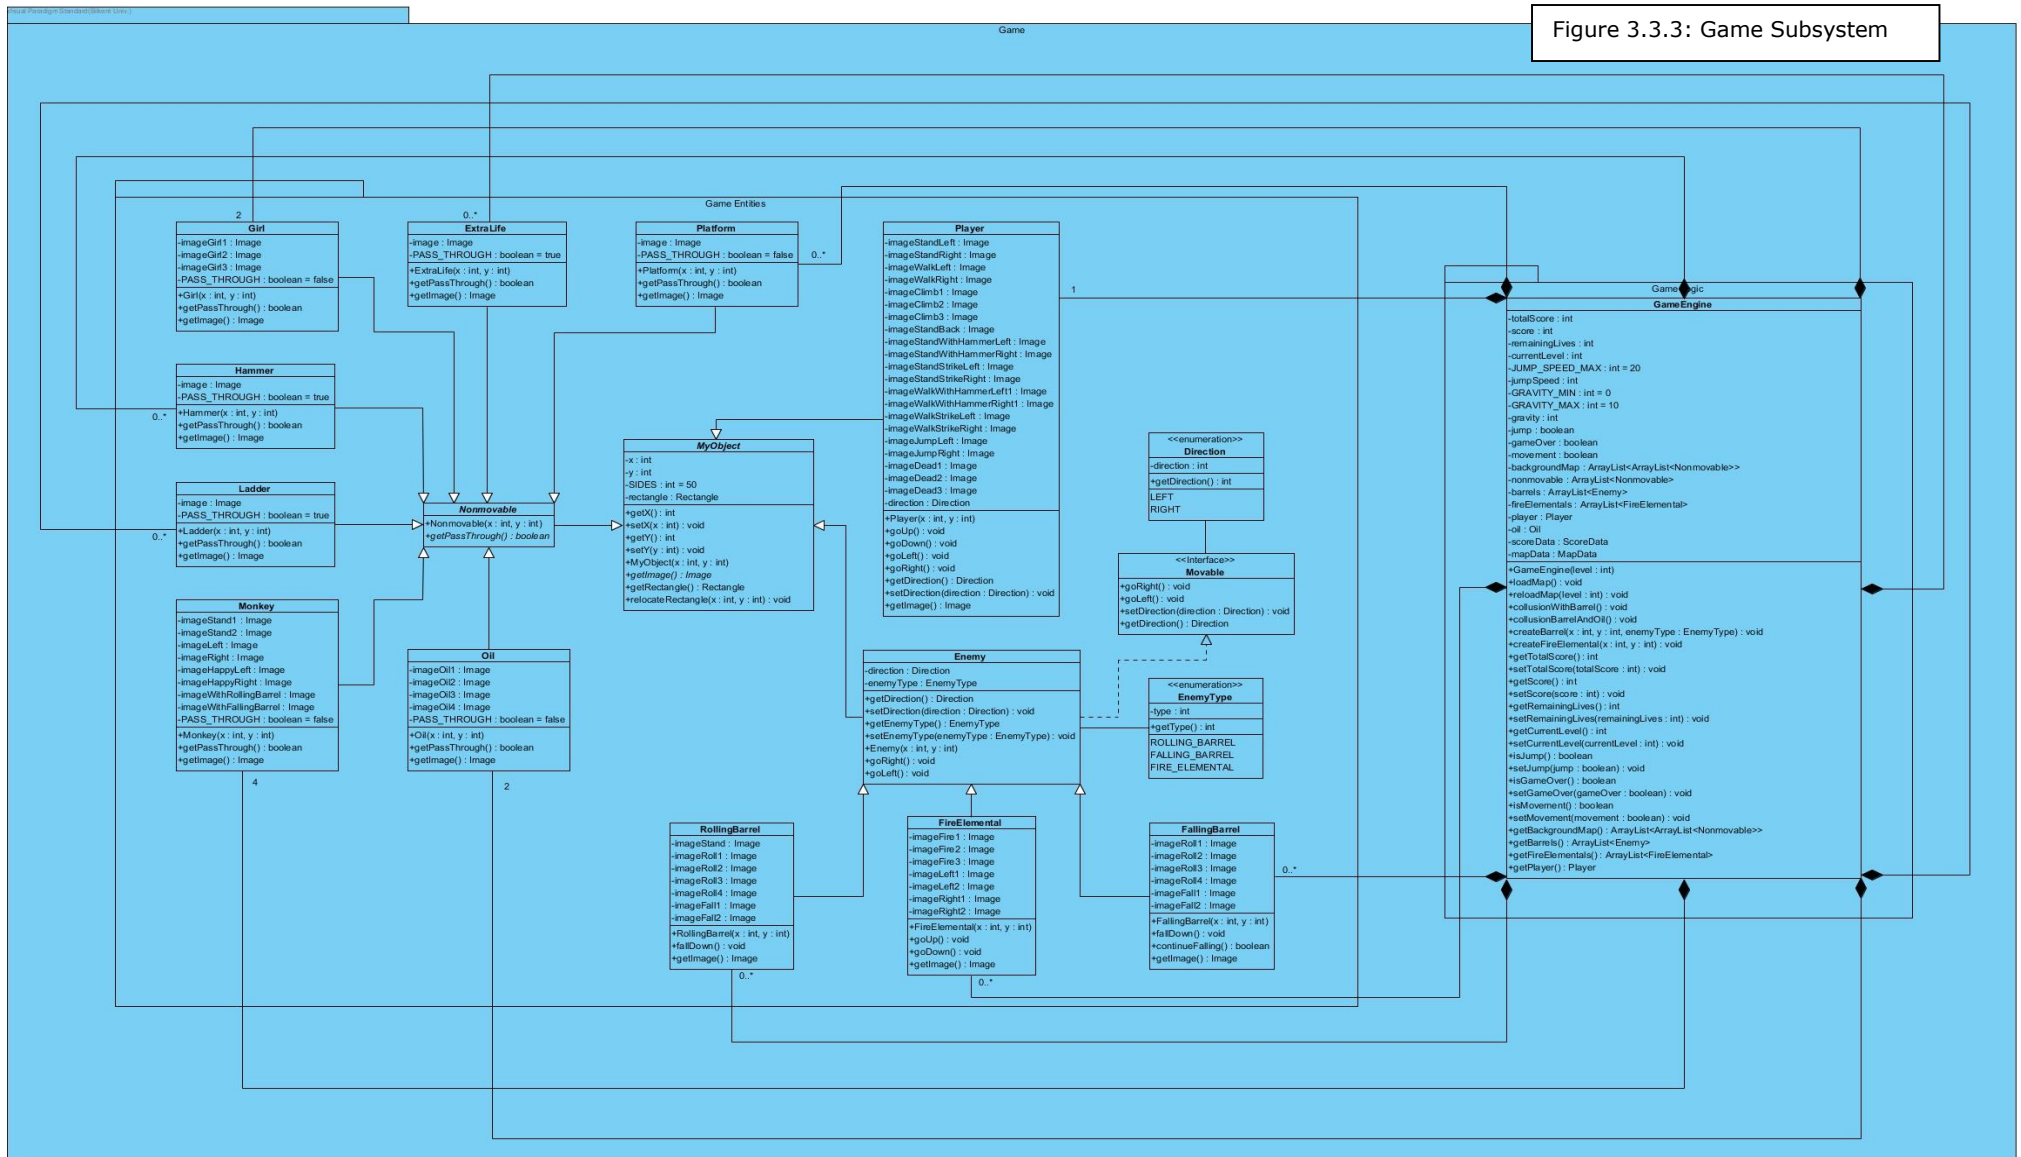 Visual Paradigm Standard(Bilkent Univ.)
Figure 3.3.3: Game Subsystem
Game
Game Entities
2
Girl
-imageGirl1 : Image
-imageGirl2 : Image
-imageGirl3 : Image
-PASS_THROUGH : boolean = false
+Girl(x : int, y : int)
+getPassThrough() : boolean
+getImage() : Image
0..*
ExtraLife
-image : Image
-PASS_THROUGH : boolean = true
+ExtraLife(x : int, y : int)
+getPassThrough() : boolean
+getImage() : Image
Platform
-image : Image
-PASS_THROUGH : boolean = false
+Platform(x : int, y : int)
+getPassThrough() : boolean
+getImage() : Image
0..*
Player
-imageStandLeft : Image
-imageStandRight : Image
-imageWalkLeft : Image
-imageWalkRight : Image
-imageClimb1 : Image
-imageClimb2 : Image
-imageClimb3 : Image
-imageStandBack : Image
-imageStandWithHammerLeft : Image
-imageStandWithHammerRight : Image
-imageStandStrikeLeft : Image
-imageStandStrikeRight : Image
-imageWalkWithHammerLeft1 : Image
-imageWalkWithHammerRight1 : Image
-imageWalkStrikeLeft : Image
-imageWalkStrikeRight : Image
-imageJumpLeft : Image
-imageJumpRight : Image
-imageDead1 : Image
-imageDead2 : Image
-imageDead3 : Image
-direction : Direction
+Player(x : int, y : int)
+goUp() : void
+goDown() : void
+goLeft() : void
+goRight() : void
+getDirection() : Direction
+setDirection(direction : Direction) : void
+getImage() : Image
1
Hammer
-image : Image
-PASS_THROUGH : boolean = true
+Hammer(x : int, y : int)
+getPassThrough() : boolean
+getImage() : Image
0..*
Ladder
-image : Image
-PASS_THROUGH : boolean = true
+Ladder(x : int, y : int)
+getPassThrough() : boolean
+getImage() : Image
0..*
Nonmovable
+Nonmovable(x : int, y : int)
+getPassThrough() : boolean
MyObject
-x : int
-y : int
-SIDES : int = 50
-rectangle : Rectangle
+getX() : int
+setX(x : int) : void
+getY() : int
+setY(y : int) : void
+MyObject(x : int, y : int)
+getImage() : Image
+getRectangle() : Rectangle
+relocateRectangle(x : int, y : int) : void
<<enumeration>>
Direction
-direction : int
+getDirection() : int
LEFT
RIGHT
<<Interface>>
Movable
+goRight() : void
+goLeft() : void
+setDirection(direction : Direction) : void
+getDirection() : Direction
Monkey
-imageStand1 : Image
-imageStand2 : Image
-imageLeft : Image
-imageRight : Image
-imageHappyLeft : Image
-imageHappyRight : Image
-imageWithRollingBarrel : Image
-imageWithFallingBarrel : Image
-PASS_THROUGH : boolean = false
+Monkey(x : int, y : int)
+getPassThrough() : boolean
+getImage() : Image
4
Oil
-imageOil1 : Image
-imageOil2 : Image
-imageOil3 : Image
-imageOil4 : Image
-PASS_THROUGH : boolean = false
+Oil(x : int, y : int)
+getPassThrough() : boolean
+getImage() : Image
2
Enemy
-direction : Direction
-enemyType : EnemyType
+getDirection() : Direction
+setDirection(direction : Direction) : void
+getEnemyType() : EnemyType
+setEnemyType(enemyType : EnemyType) : void
+Enemy(x : int, y : int)
+goRight() : void
+goLeft() : void
<<enumeration>>
EnemyType
-type : int
+getType() : int
ROLLING_BARREL
FALLING_BARREL
FIRE_ELEMENTAL
RollingBarrel
-imageStand : Image
-imageRoll1 : Image
-imageRoll2 : Image
-imageRoll3 : Image
-imageRoll4 : Image
-imageFall1 : Image
-imageFall2 : Image
+RollingBarrel(x : int, y : int)
+fallDown() : void
+getImage() : Image
0..*
FireElemental
-imageFire1 : Image
-imageFire2 : Image
-imageFire3 : Image
-imageLeft1 : Image
-imageLeft2 : Image
-imageRight1 : Image
-imageRight2 : Image
+FireElemental(x : int, y : int)
+goUp() : void
+goDown() : void
+getImage() : Image
0..*
FallingBarrel
-imageRoll1 : Image
-imageRoll2 : Image
-imageRoll3 : Image
-imageRoll4 : Image
-imageFall1 : Image
-imageFall2 : Image
+FallingBarrel(x : int, y : int)
+fallDown() : void
+continueFalling() : boolean
+getImage() : Image
0..*
GameLogic
GameEngine
-totalScore : int
-score : int
-remainingLives : int
-currentLevel : int
-JUMP_SPEED_MAX : int = 20
-jumpSpeed : int
-GRAVITY_MIN : int = 0
-GRAVITY_MAX : int = 10
-gravity : int
-jump : boolean
-gameOver : boolean
-movement : boolean
-backgroundMap : ArrayList<ArrayList<Nonmovable>>
-nonmovable : ArrayList<Nonmovable>
-barrels : ArrayList<Enemy>
-fireElementals : ArrayList<FireElemental>
-player : Player
-oil : Oil
-scoreData : ScoreData
-mapData : MapData
+GameEngine(level : int)
+loadMap() : void
+reloadMap(level : int) : void
+collusionWithBarrel() : void
+collusionBarrelAndOil() : void
+createBarrel(x : int, y : int, enemyType : EnemyType) : void
+createFireElemental(x : int, y : int) : void
+getTotalScore() : int
+setTotalScore(totalScore : int) : void
+getScore() : int
+setScore(score : int) : void
+getRemainingLives() : int
+setRemainingLives(remainingLives : int) : void
+getCurrentLevel() : int
+setCurrentLevel(currentLevel : int) : void
+isJump() : boolean
+setJump(jump : boolean) : void
+isGameOver() : boolean
+setGameOver(gameOver : boolean) : void
+isMovement() : boolean
+setMovement(movement : boolean) : void
+getBackgroundMap() : ArrayList<ArrayList<Nonmovable>>
+getBarrels() : ArrayList<Enemy>
+getFireElementals() : ArrayList<FireElemental>
+getPlayer() : Player